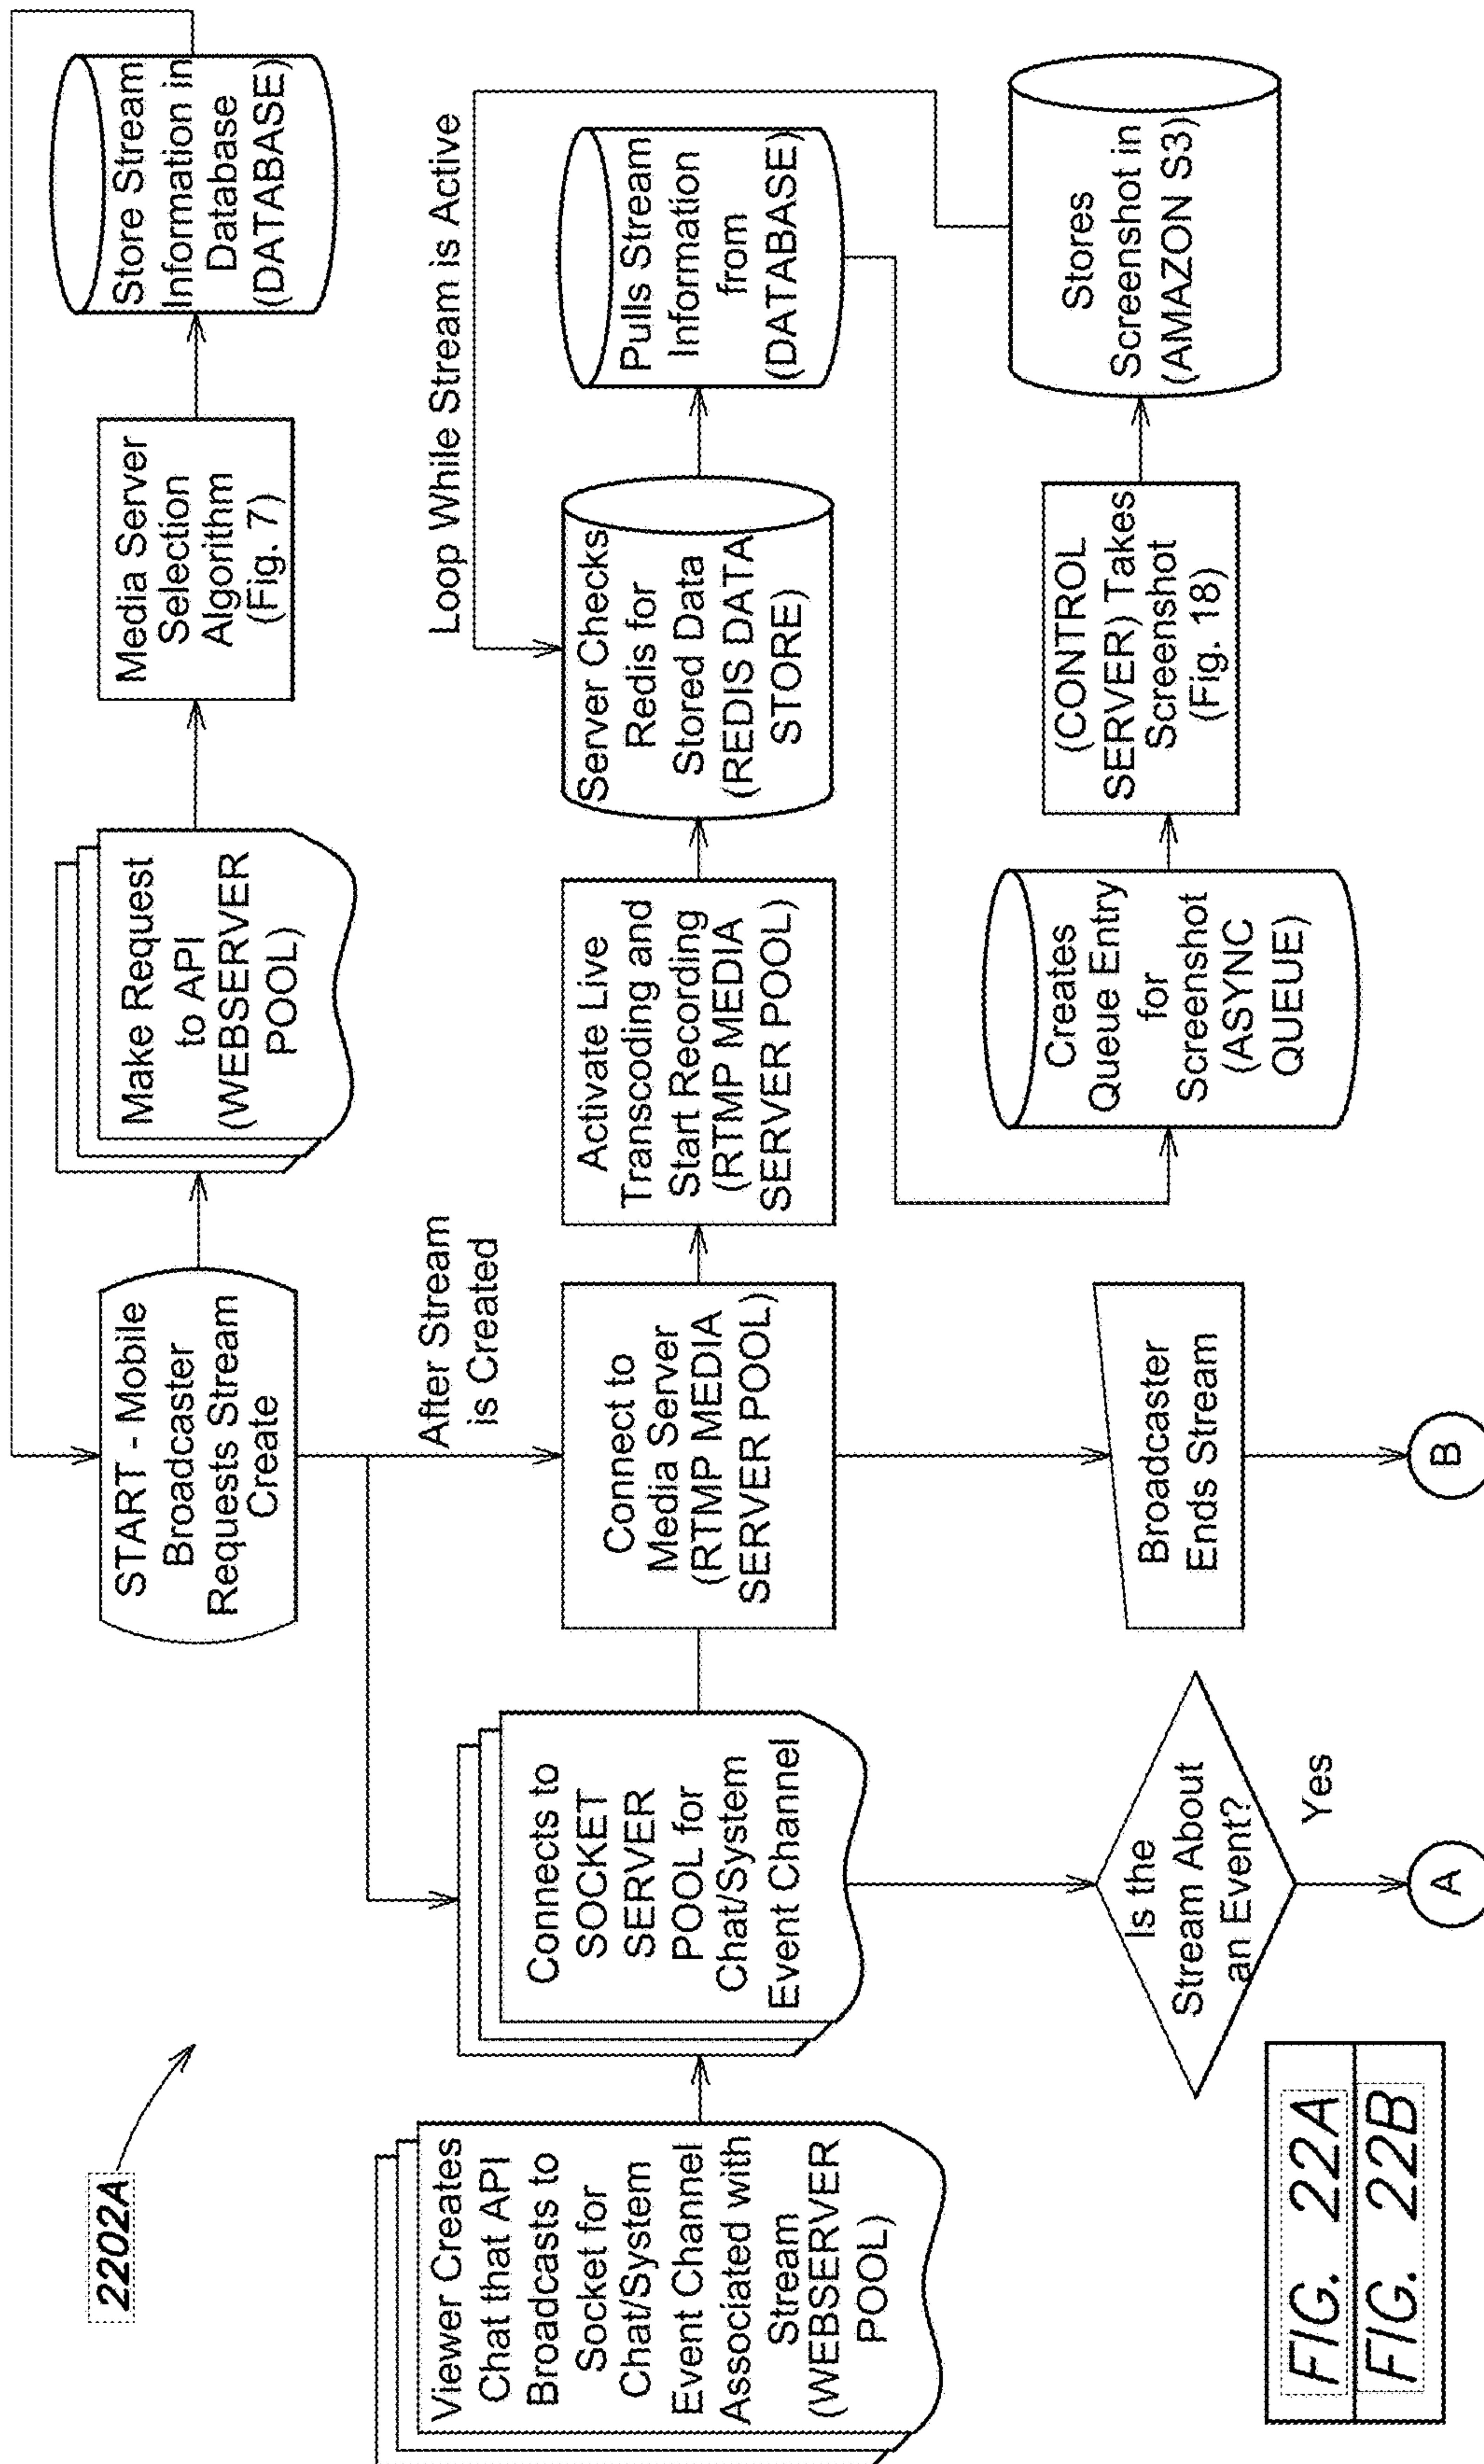 2202A
START - Mobile
Broadcaster
Requests Stream
Create
Make Request
to API
(WEBSERVER
POOL)
Media Server
Selection
Algorithm
(Fig. 7)
Store Stream
Information in
Database
(DATABASE)
After Stream
is Created
Loop While Stream is Active
Viewer Creates
Chat that API
Broadcasts to
Socket for
Chat/System
Event Channel
Associated with
Stream
(WEBSERVER
POOL)
Connects to
SOCKET
SERVER
POOL for
Chat/System
Event Channel
Connect to
Media Server
(RTMP MEDIA
SERVER POOL)
Activate Live
Transcoding and
Start Recording
(RTMP MEDIA
SERVER POOL)
Server Checks
Redis for
Stored Data
(REDIS DATA
STORE)
Pulls Stream
Information
from
(DATABASE)
Is the
Stream About
an Event?
Yes
A
Broadcaster
Ends Stream
B
Creates
Queue Entry
for
Screenshot
(ASYNC
QUEUE)
(CONTROL
SERVER) Takes
Screenshot
(Fig. 18)
Stores
Screenshot in
(AMAZON S3)
FIG. 22A
FIG. 22B